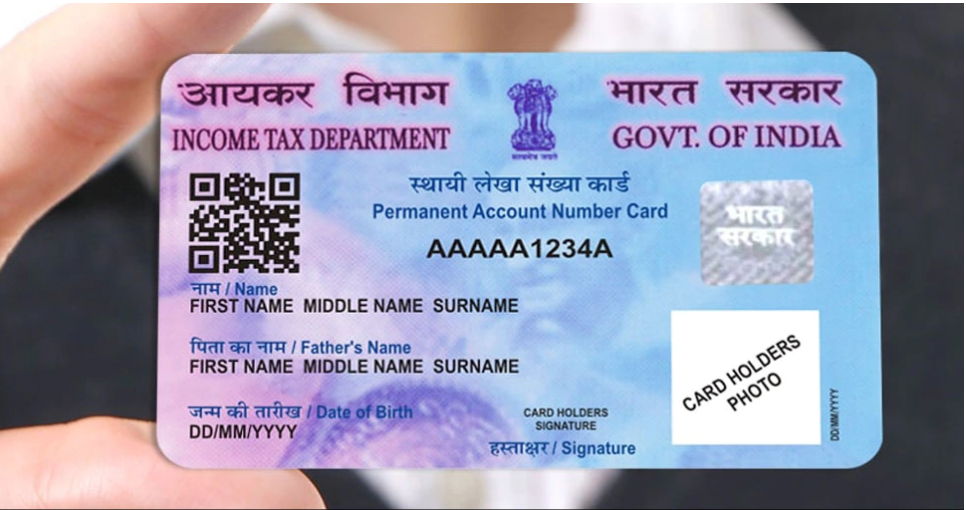 आयकर विभाग
भारत सरकार
INCOME TAX DEPARTMENT
GOVT. OF INDIA
सत्यमेव जयते
स्थायी लेखा संख्या कार्ड
Permanent Account Number Card
AAAAA1234A
भारत
सरकार
नाम / Name
FIRST NAME MIDDLE NAME SURNAME
पिता का नाम / Father's Name
FIRST NAME MIDDLE NAME SURNAME
जन्म की तारीख / Date of Birth
DD/MM/YYYY
CARD HOLDERS
SIGNATURE
हस्ताक्षर / Signature
CARD HOLDERS
PHOTO
DD/MM/YYYY